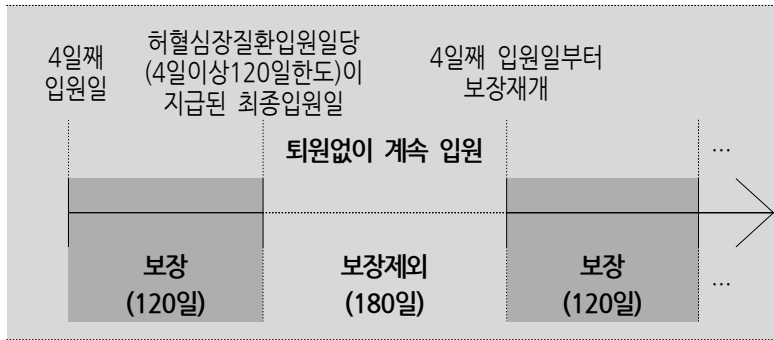 4일째
입원일
허혈심장질환입원일당
(4일이상120일한도)이
지급된 최종입원일
4일째 입원일부터
보장재개
퇴원없이 계속 입원
…
보장
(120일)
보장제외
(180일)
보장
(120일)
…